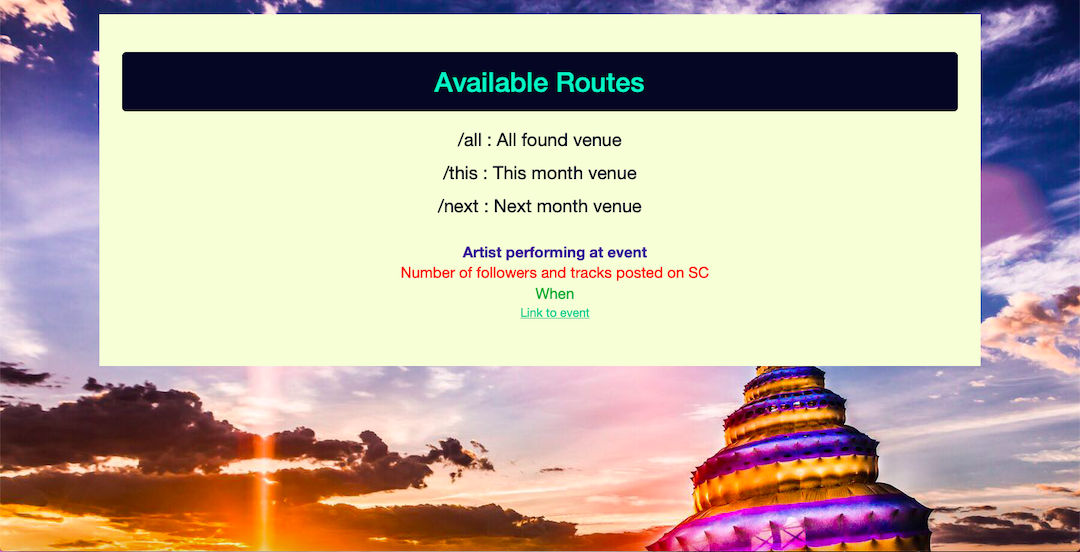 Available Routes
/all : All found venue
/this : This month venue
/next : Next month venue
Artist performing at event
Number of followers and tracks posted on SC
When
Link to event